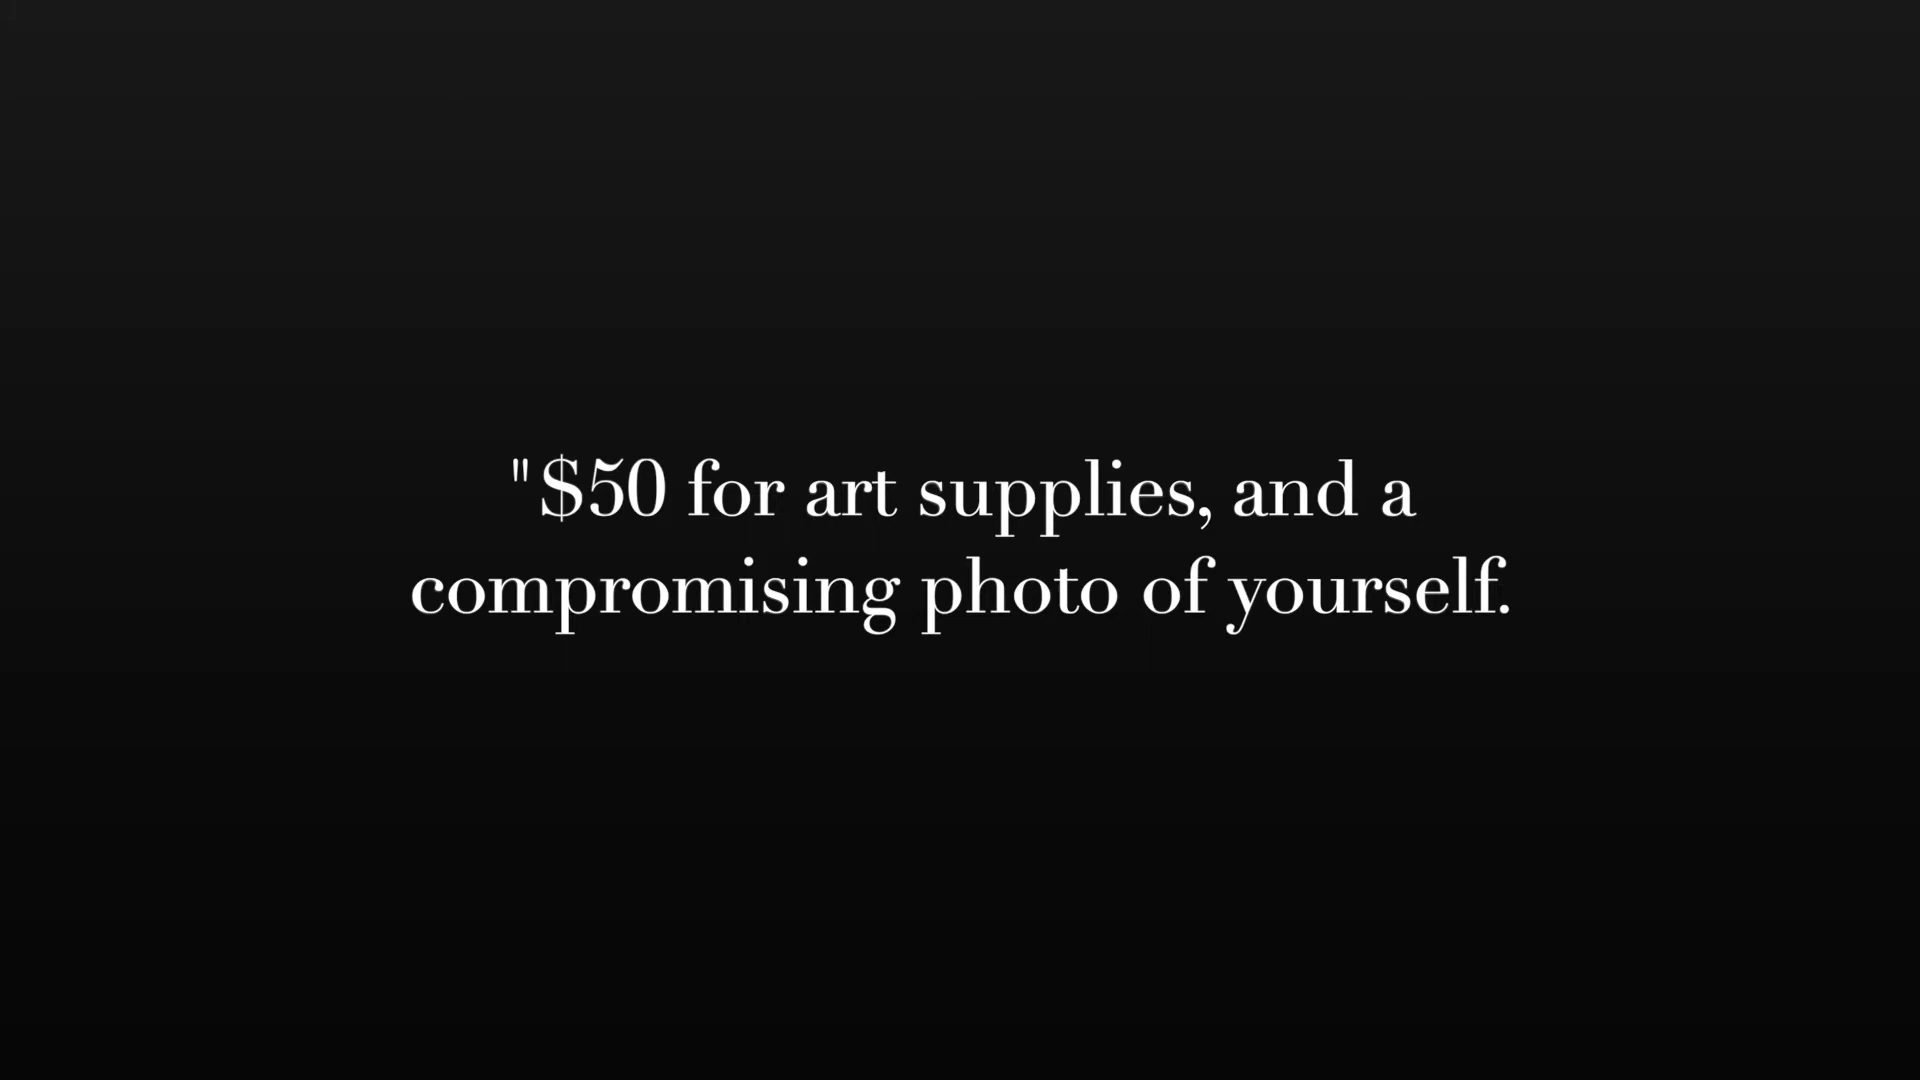 "$50 for art supplies, and a
compromising photo of yourself.